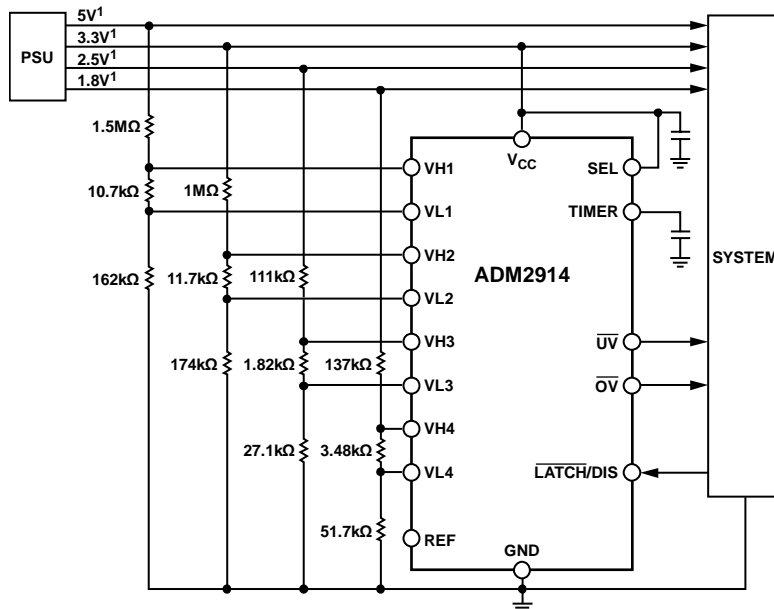 5V1
3.3V1
2.5V1
1.8V1
PSU
1.5MΩ
10.7kΩ
162kΩ
1MΩ
11.7kΩ
174kΩ
111kΩ
1.82kΩ
27.1kΩ
137kΩ
3.48kΩ
51.7kΩ
VCC
VH1
VL1
VH2
VL2
VH3
VL3
VH4
VL4
REF
ADM2914
GND
SEL
TIMER
UV
OV
LATCH/DIS
SYSTEM